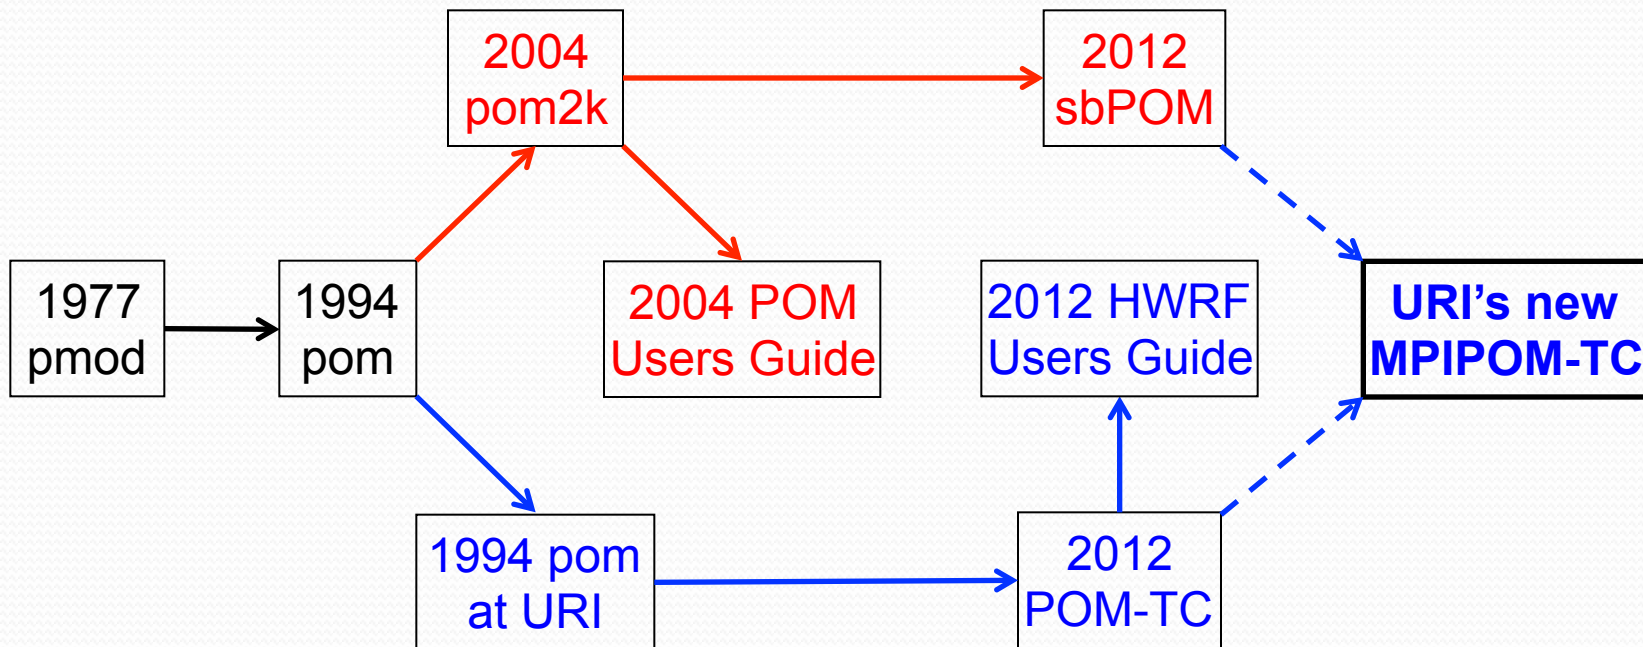 2004
pom2k
2012
sbPOM
1977
pmod
1994
pom
2004 POM
Users Guide
2012 HWRF
Users Guide
URI’s new
MPIPOM-TC
1994 pom
at URI
2012
POM-TC